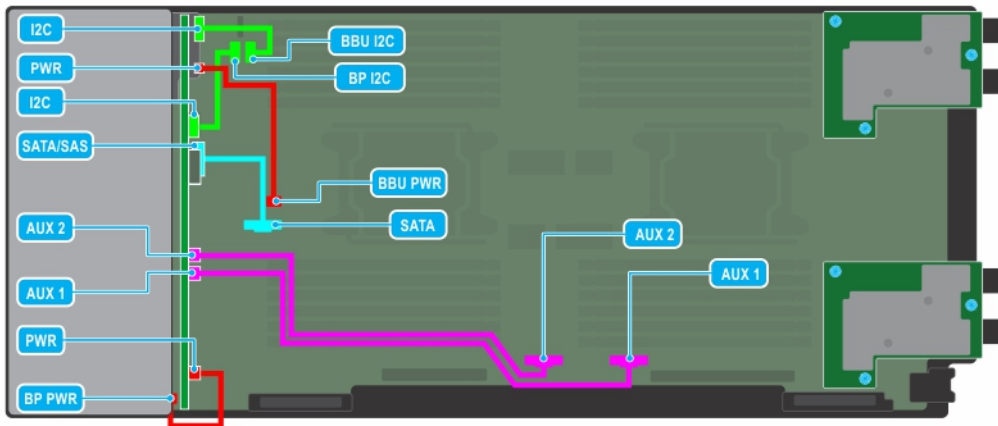 I2C
BBU I2C
PWR
BP I2C
I2C
SATA/SAS
BBU PWR
SATA
AUX 2
AUX 2
AUX 1
AUX 1
PWR
BP PWR